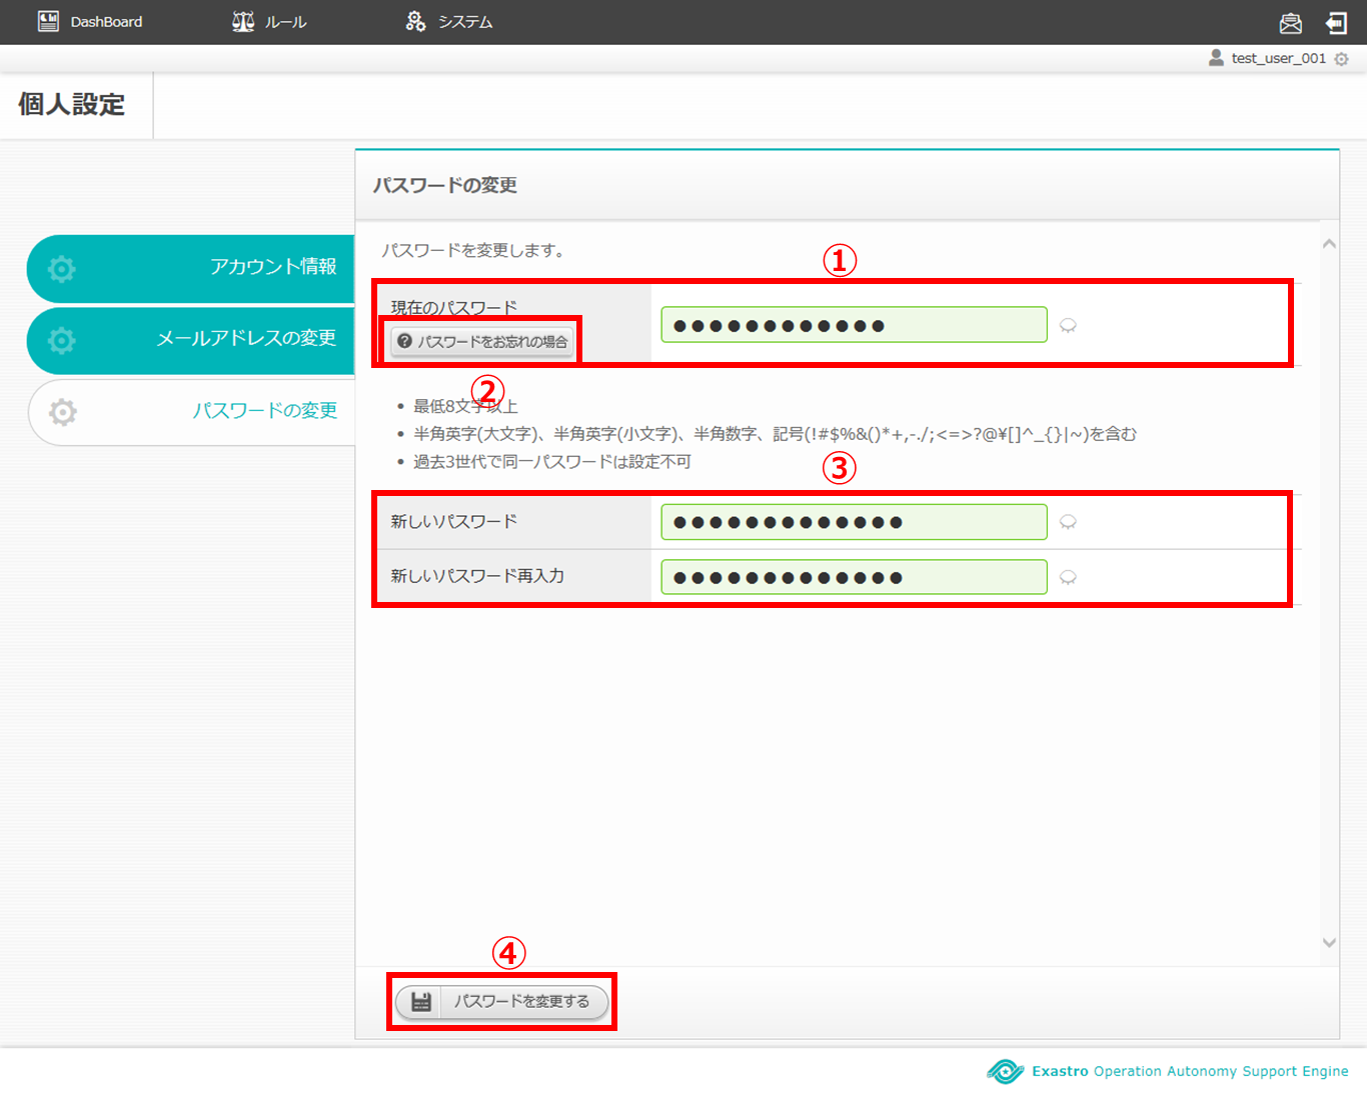 DashBoard ルール システム
test_user_001
個人設定
パスワードの変更
アカウント情報
メールアドレスの変更
パスワードの変更
パスワードを変更します。
①
現在のパスワード
●●●●●●●●●●●●
? パスワードをお忘れの場合
②
• 最低8文字以上
• 半角英字(大文字)、半角英字(小文字)、半角数字、記号(!#$%&()*+,-./;<=>?@¥[]^_{}|~)を含む
• 過去3世代で同一パスワードは設定不可
③
新しいパスワード ●●●●●●●●●●●●●
新しいパスワード再入力 ●●●●●●●●●●●●●
④
パスワードを変更する
Exastro Operation Autonomy Support Engine